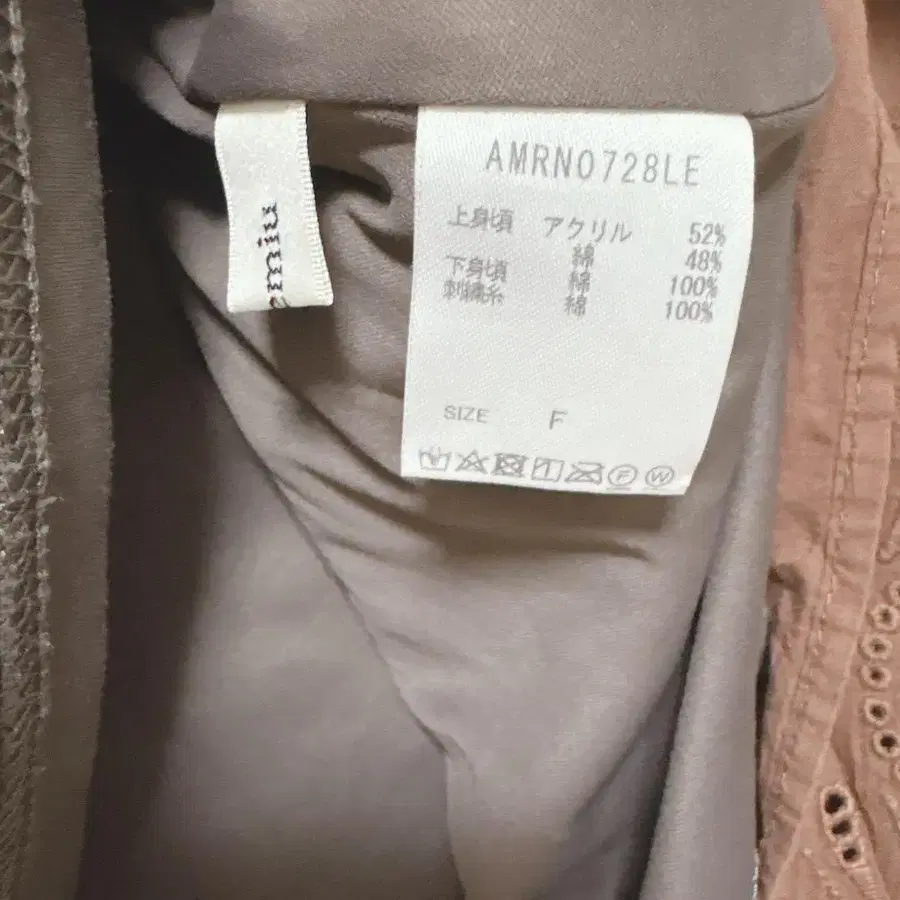 AMRN0728LE
上身頃 アクリル 52%
綿 48%
下身頃 綿 100%
刺繍糸 綿 100%
SIZE F
F W